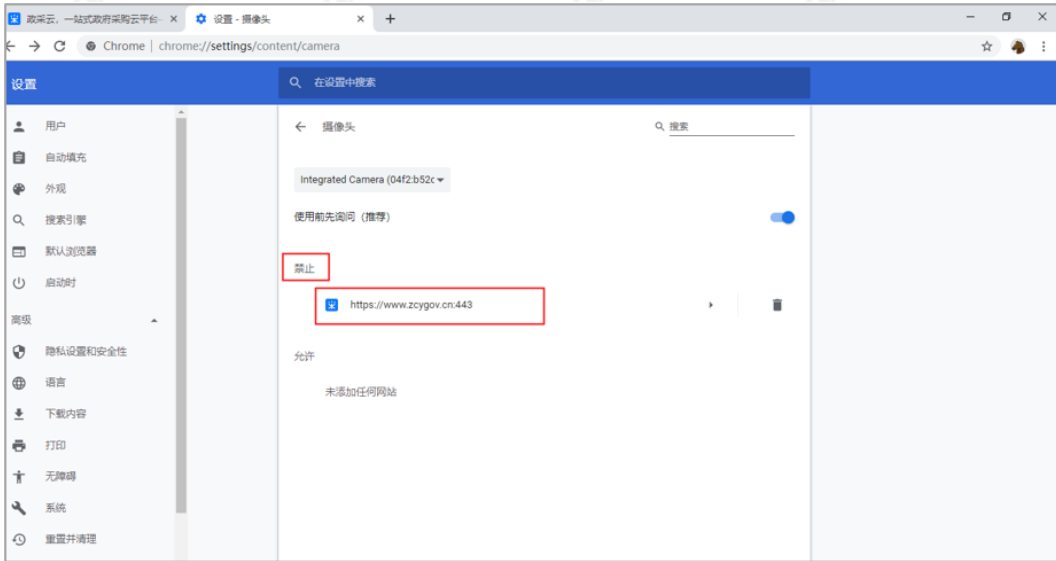 政采云，一站式政府采购云平台-
设置 - 摄像头
Chrome | chrome://settings/content/camera
设置
在设置中搜索
用户
自动填充
外观
搜索引擎
默认浏览器
启动时
高级
隐私设置和安全性
语言
下载内容
打印
无障碍
系统
重置并清理
摄像头
搜索
Integrated Camera (04f2:b52c
使用前先询问（推荐）
禁止
https://www.zcygov.cn:443
允许
未添加任何网站